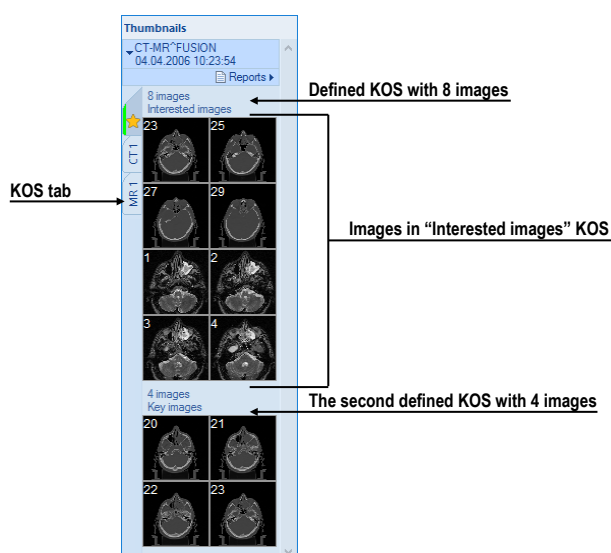 Thumbnails
CT-MR^FUSION
04.04.2006 10:23:54
Reports
8 images
Interested images
Defined KOS with 8 images
23
25
CT 1
MR 1
KOS tab
27
29
Images in “Interested images” KOS
1
2
3
4
4 images
Key images
The second defined KOS with 4 images
20
21
22
23